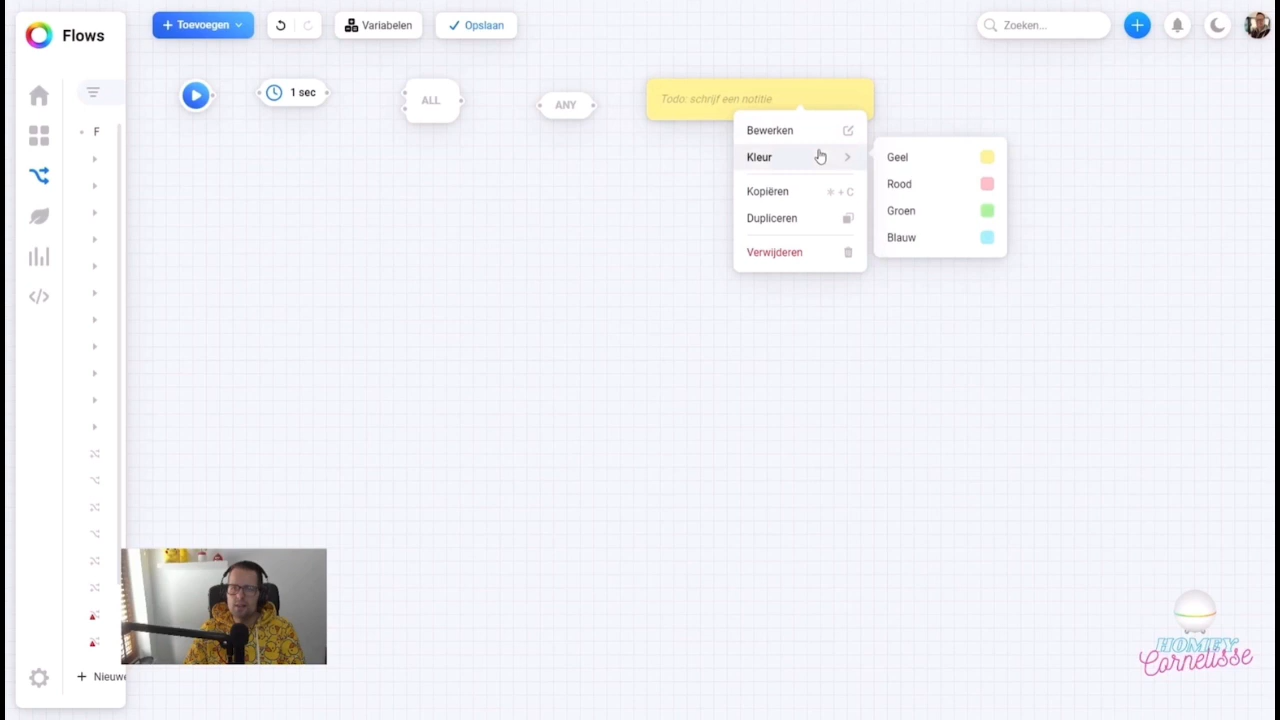 Flows
Toevoegen
Variabelen
Opslaan
Zoeken...
1 sec
ALL
ANY
Todo: schrijf een notitie
F
Bewerken
Kleur
Kopiëren
+ C
Dupliceren
Verwijderen
Geel
Rood
Groen
Blauw
+ Nieuwe
HOMEY
Cornelisse